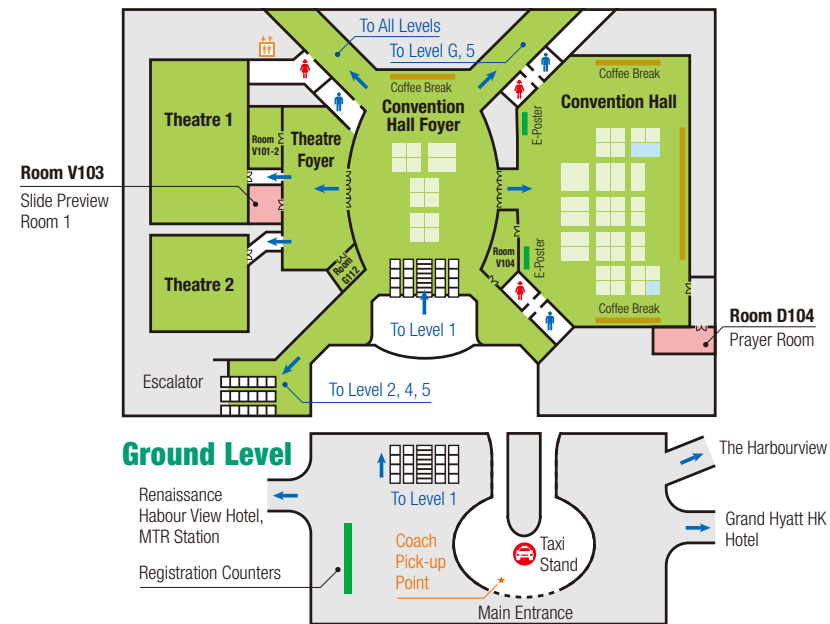 To All Levels
To Level G, 5
Coffee Break
Convention
Hall Foyer
Coffee Break
Convention Hall
E-Poster
Theatre 1
Room
V101-2
Theatre
Foyer
Room V103
Slide Preview
Room 1
Theatre 2
Room
G112
Room
V104
E-Poster
Coffee Break
To Level 1
Room D104
Prayer Room
Escalator
To Level 2, 4, 5
Ground Level
To Level 1
The Harbourview
Renaissance
Habour View Hotel,
MTR Station
Grand Hyatt HK
Hotel
Coach
Pick-up
Point
Taxi
Stand
Registration Counters
Main Entrance